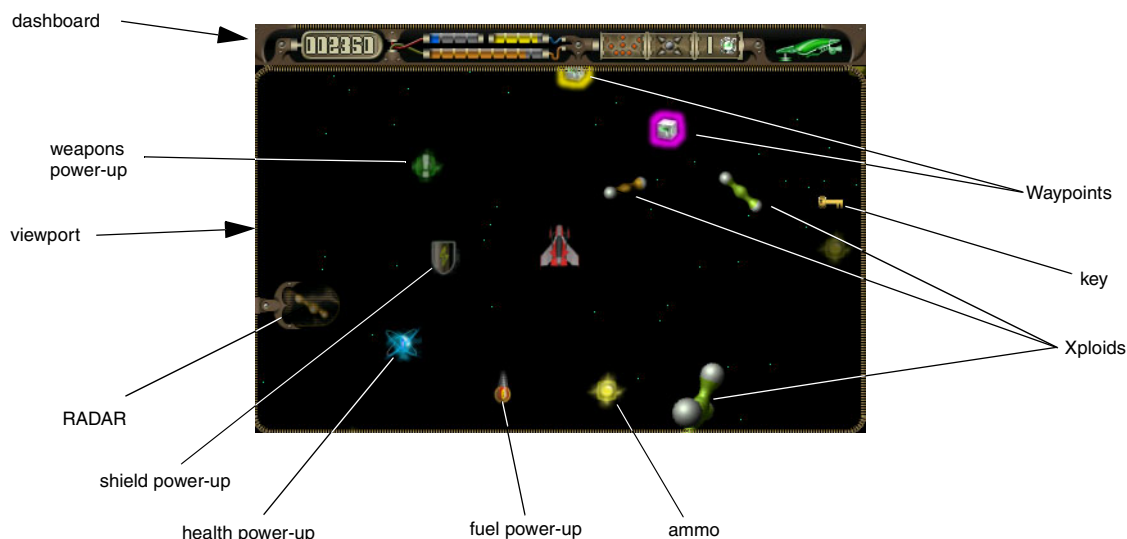 dashboard
002350
weapons
power-up
Waypoints
viewport
key
Xploids
RADAR
shield power-up
health power-up
fuel power-up
ammo